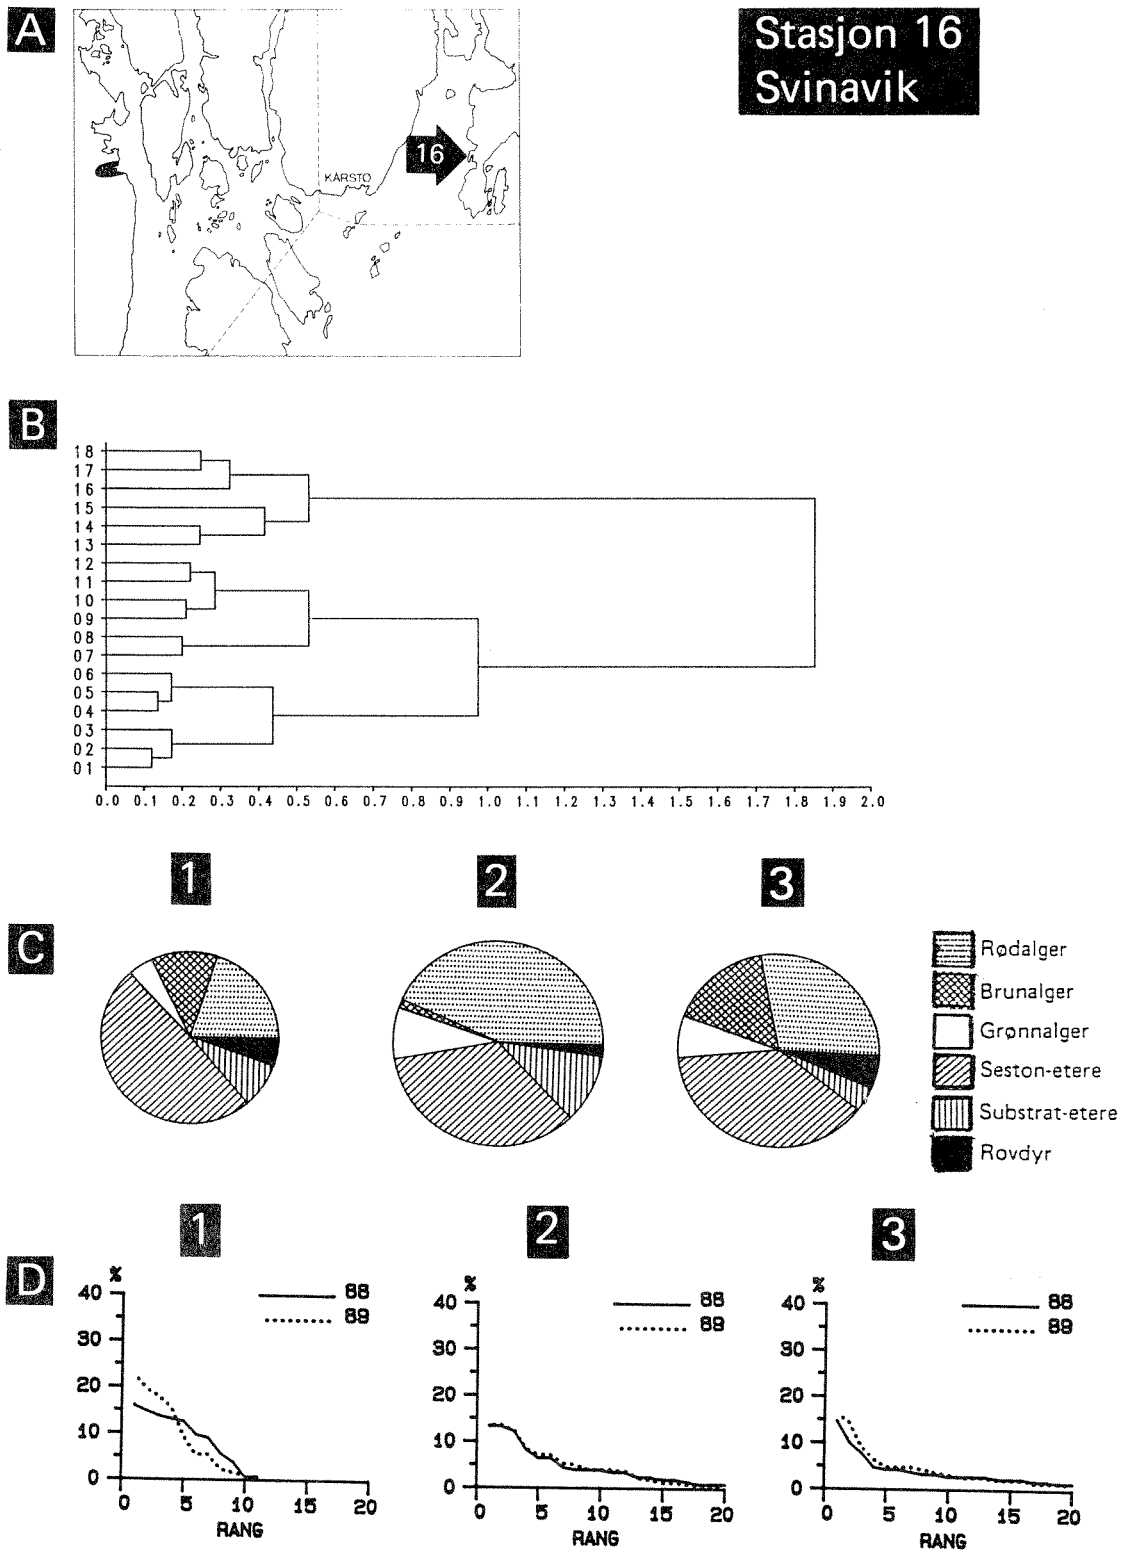 A
Stasjon 16
Svinavik
16
KÅRSTØ
B
18
17
16
15
14
13
12
11
10
09
08
07
06
05
04
03
02
01
0.0 0.1 0.2 0.3 0.4 0.5 0.6 0.7 0.8 0.9 1.0 1.1 1.2 1.3 1.4 1.5 1.6 1.7 1.8 1.9 2.0
1 2 3
C
Rødalger
Brunalger
Grønnalger
Seston-etere
Substrat-etere
Rovdyr
1 2 3
D
%
40
30
20
10
0
88
89
0 5 10 15 20
RANG
%
40
30
20
10
0
88
89
0 5 10 15 20
RANG
%
40
30
20
10
0
88
89
0 5 10 15 20
RANG